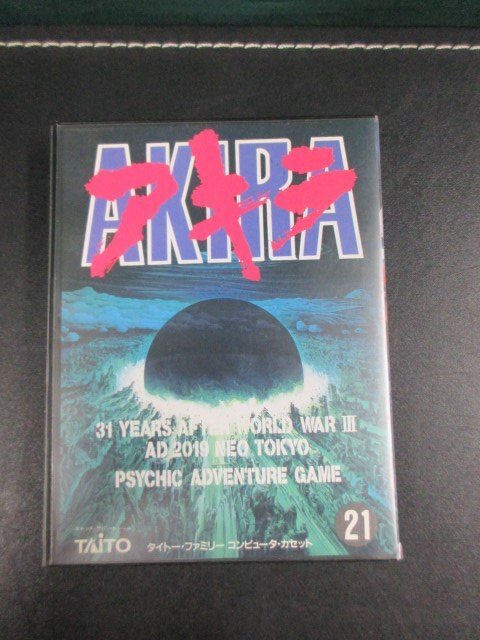 AKIRA
アキラ
31 YEARS AFTER WORLD WAR III
AD 2019 NEO TOKYO
PSYCHIC ADVENTURE GAME
TAITO
タイトー・ファミリー コンピュータ・カセット
21